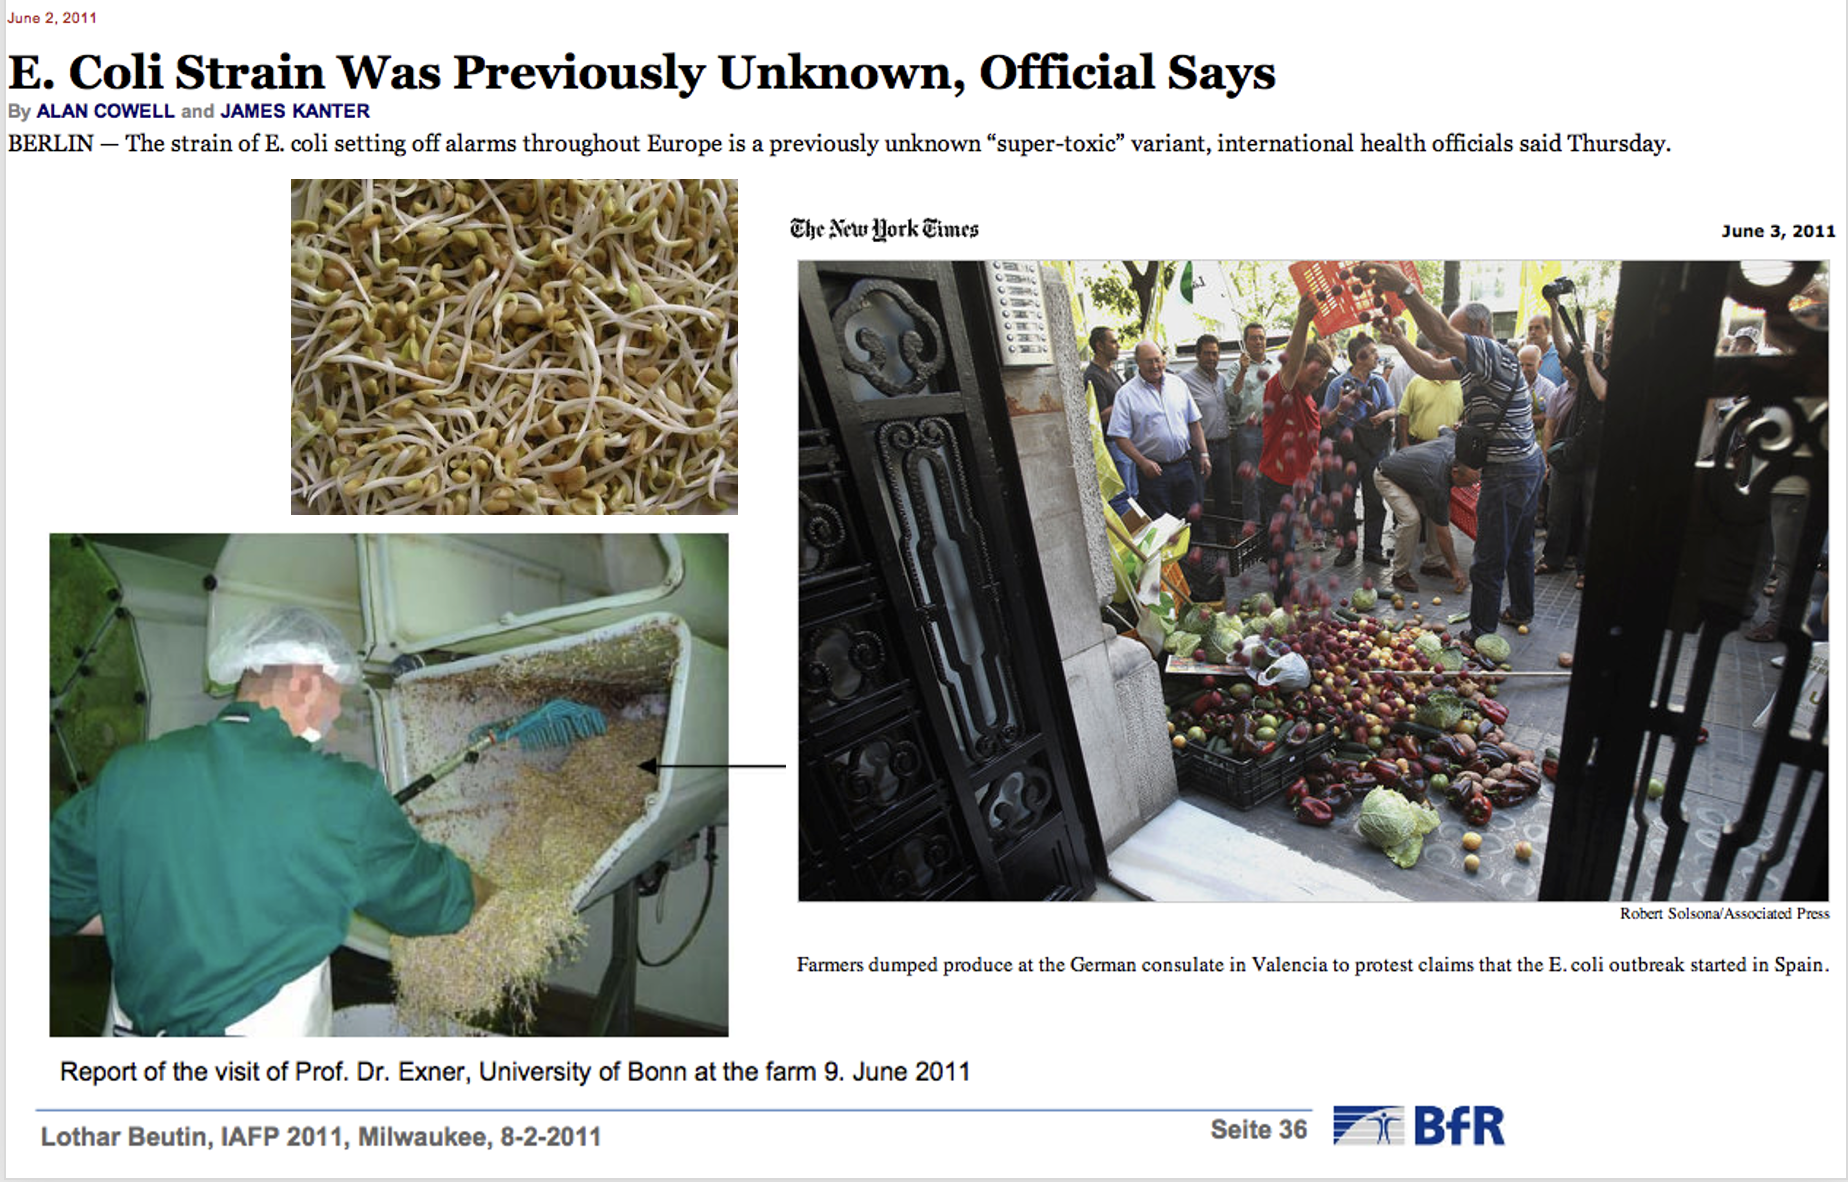 June 2, 2011
E. Coli Strain Was Previously Unknown, Official Says
By ALAN COWELL and JAMES KANTER
BERLIN — The strain of E. coli setting off alarms throughout Europe is a previously unknown “super-toxic” variant, international health officials said Thursday.
The New York Times
June 3, 2011
Robert Solsona/Associated Press
Farmers dumped produce at the German consulate in Valencia to protest claims that the E. coli outbreak started in Spain.
Report of the visit of Prof. Dr. Exner, University of Bonn at the farm 9. June 2011
Lothar Beutin, IAFP 2011, Milwaukee, 8-2-2011
Seite 36
BfR